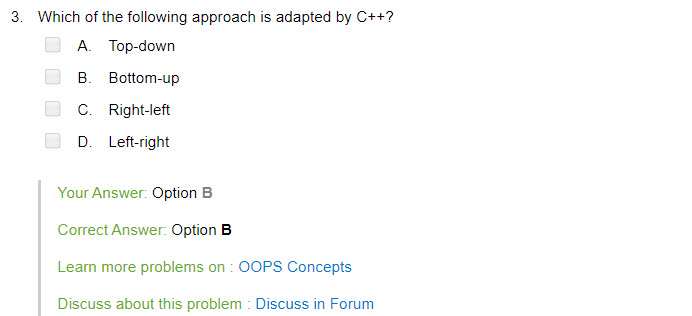 3. Which of the following approach is adapted by C++?
A. Top-down
B. Bottom-up
C. Right-left
D. Left-right
Your Answer: Option B
Correct Answer: Option B
Learn more problems on : OOPS Concepts
Discuss about this problem : Discuss in Forum